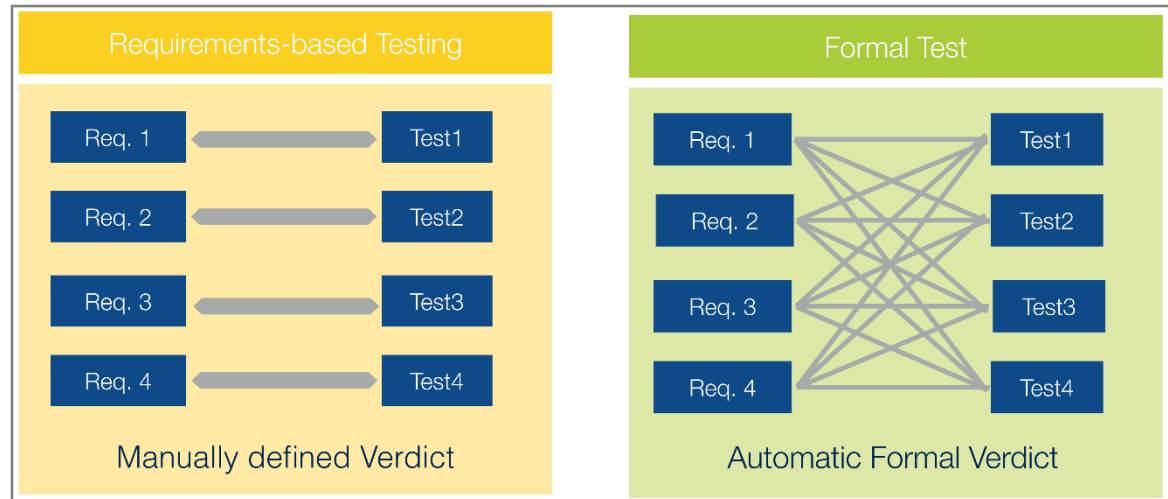 Requirements-based Testing
Req. 1
Test1
Req. 2
Test2
Req. 3
Test3
Req. 4
Test4
Manually defined Verdict
Formal Test
Req. 1
Test1
Req. 2
Test2
Req. 3
Test3
Req. 4
Test4
Automatic Formal Verdict